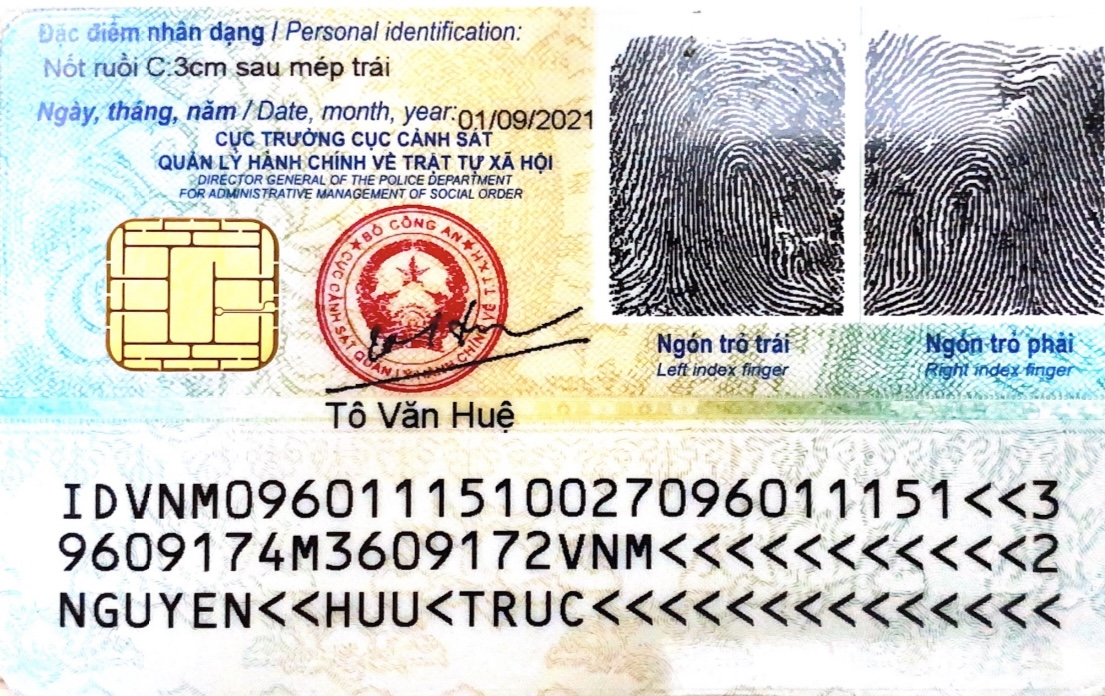 Đặc điểm nhân dạng / Personal identification:
Nốt ruồi C.3cm sau mép trái
Ngày, tháng, năm / Date, month, year: 01/09/2021
CỤC TRƯỞNG CỤC CẢNH SÁT
QUẢN LÝ HÀNH CHÍNH VỀ TRẬT TỰ XÃ HỘI
DIRECTOR GENERAL OF THE POLICE DEPARTMENT
FOR ADMINISTRATIVE MANAGEMENT OF SOCIAL ORDER
BỘ CÔNG AN
CỤC CẢNH SÁT QUẢN LÝ HÀNH CHÍNH VỀ TTXH
Tô Văn Huệ
Ngón trỏ trái
Left index finger
Ngón trỏ phải
Right index finger
IDVNM0960111510027096011151<<3
9609174M3609172VNM<<<<<<<<<<<2
NGUYEN<<HUU<TRUC<<<<<<<<<<<<<<